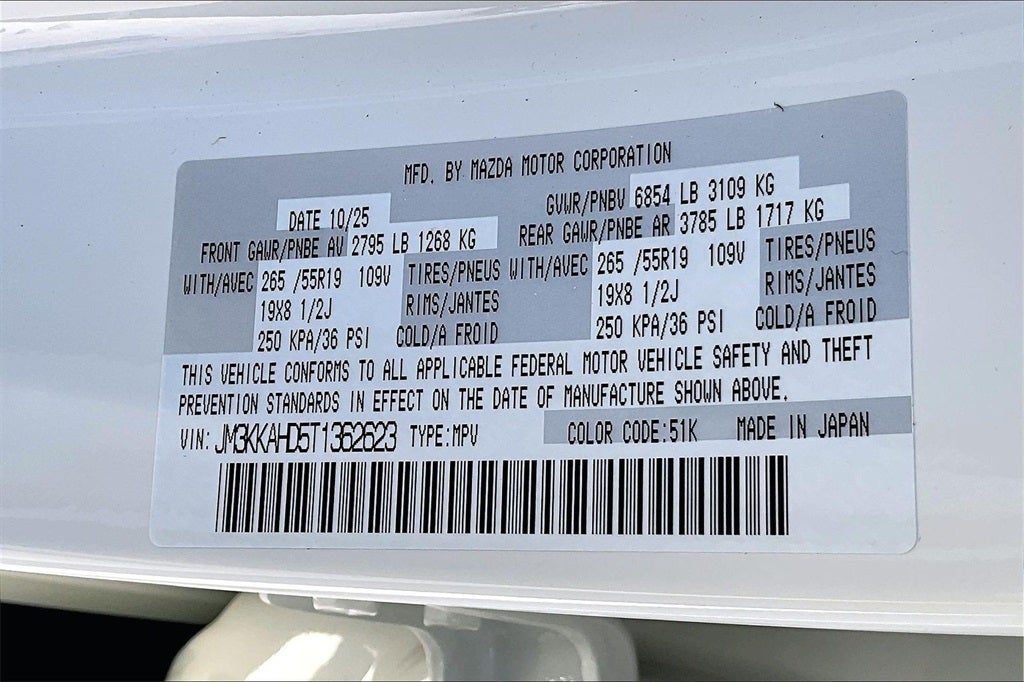 MFD. BY MAZDA MOTOR CORPORATION
DATE 10/25 GVWR/PNBV 6854 LB 3109 KG
FRONT GAWR/PNBE AV 2795 LB 1268 KG REAR GAWR/PNBE AR 3785 LB 1717 KG
WITH/AVEC 265 /55R19 109V TIRES/PNEUS WITH/AVEC 265 /55R19 109V TIRES/PNEUS
19X8 1/2J RIMS/JANTES 19X8 1/2J RIMS/JANTES
250 KPA/36 PSI COLD/A FROID 250 KPA/36 PSI COLD/A FROID
THIS VEHICLE CONFORMS TO ALL APPLICABLE FEDERAL MOTOR VEHICLE SAFETY AND THEFT
PREVENTION STANDARDS IN EFFECT ON THE DATE OF MANUFACTURE SHOWN ABOVE.
VIN: JM3KKAHD5T1362623 TYPE:MPV COLOR CODE:51K MADE IN JAPAN